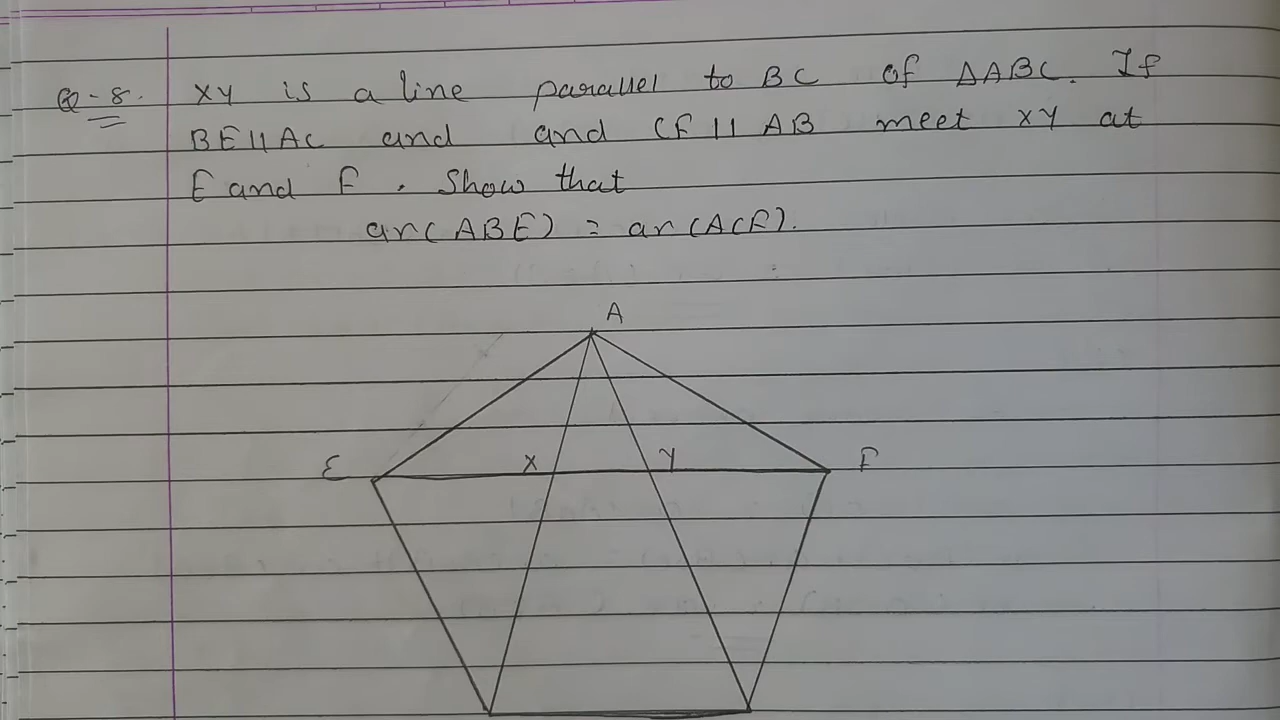 Q-8. XY is a line parallel to BC of ΔABC. If
BE||AC and and CF || AB meet XY at
E and F. Show that
ar(ABE) = ar(ACF).
A
E X Y F